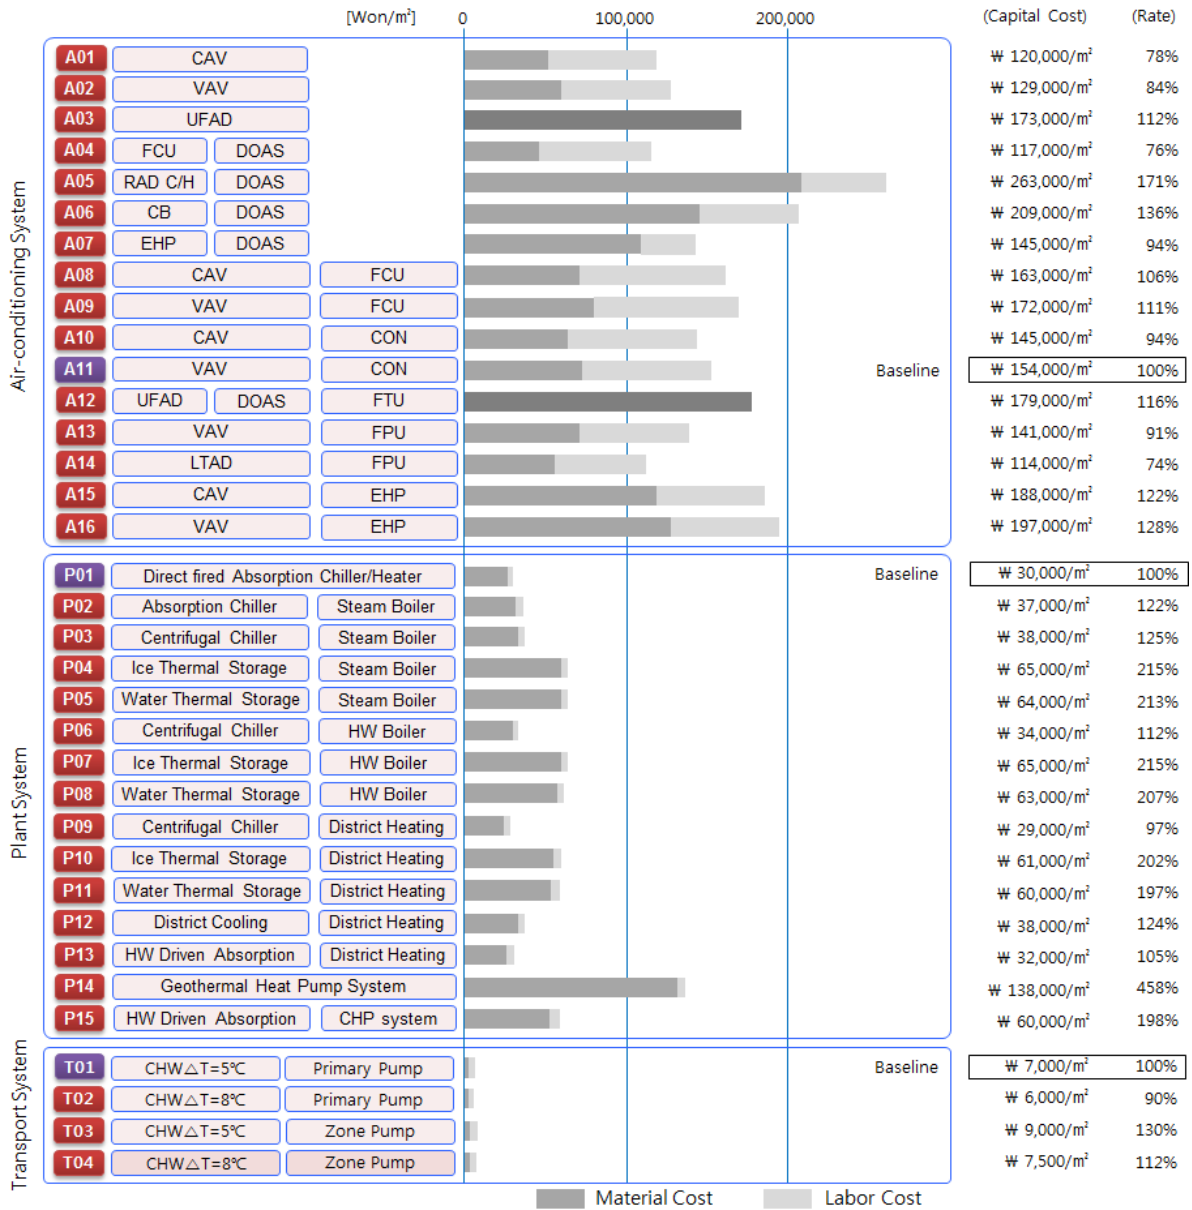 [Won/m²] 0 100,000 200,000 (Capital Cost) (Rate)
Air-conditioning System
A01 CAV ₩ 120,000/m² 78%
A02 VAV ₩ 129,000/m² 84%
A03 UFAD ₩ 173,000/m² 112%
A04 FCU DOAS ₩ 117,000/m² 76%
A05 RAD C/H DOAS ₩ 263,000/m² 171%
A06 CB DOAS ₩ 209,000/m² 136%
A07 EHP DOAS ₩ 145,000/m² 94%
A08 CAV FCU ₩ 163,000/m² 106%
A09 VAV FCU ₩ 172,000/m² 111%
A10 CAV CON ₩ 145,000/m² 94%
A11 VAV CON Baseline ₩ 154,000/m² 100%
A12 UFAD DOAS FTU ₩ 179,000/m² 116%
A13 VAV FPU ₩ 141,000/m² 91%
A14 LTAD FPU ₩ 114,000/m² 74%
A15 CAV EHP ₩ 188,000/m² 122%
A16 VAV EHP ₩ 197,000/m² 128%
Plant System
P01 Direct fired Absorption Chiller/Heater Baseline ₩ 30,000/m² 100%
P02 Absorption Chiller Steam Boiler ₩ 37,000/m² 122%
P03 Centrifugal Chiller Steam Boiler ₩ 38,000/m² 125%
P04 Ice Thermal Storage Steam Boiler ₩ 65,000/m² 215%
P05 Water Thermal Storage Steam Boiler ₩ 64,000/m² 213%
P06 Centrifugal Chiller HW Boiler ₩ 34,000/m² 112%
P07 Ice Thermal Storage HW Boiler ₩ 65,000/m² 215%
P08 Water Thermal Storage HW Boiler ₩ 63,000/m² 207%
P09 Centrifugal Chiller District Heating ₩ 29,000/m² 97%
P10 Ice Thermal Storage District Heating ₩ 61,000/m² 202%
P11 Water Thermal Storage District Heating ₩ 60,000/m² 197%
P12 District Cooling District Heating ₩ 38,000/m² 124%
P13 HW Driven Absorption District Heating ₩ 32,000/m² 105%
P14 Geothermal Heat Pump System ₩ 138,000/m² 458%
P15 HW Driven Absorption CHP system ₩ 60,000/m² 198%
Transport System
T01 CHW△T=5℃ Primary Pump Baseline ₩ 7,000/m² 100%
T02 CHW△T=8℃ Primary Pump ₩ 6,000/m² 90%
T03 CHW△T=5℃ Zone Pump ₩ 9,000/m² 130%
T04 CHW△T=8℃ Zone Pump ₩ 7,500/m² 112%
Material Cost Labor Cost